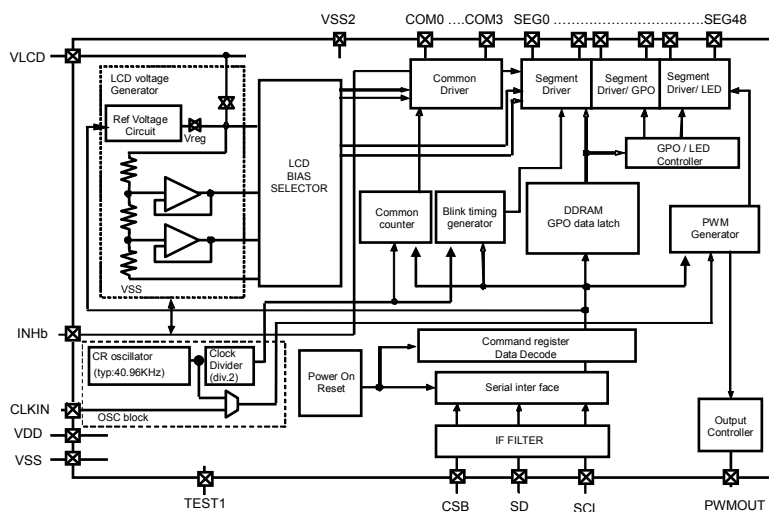 VSS2
COM0 ....COM3
SEG0 ............................ SEG48
VLCD
LCD voltage
Generator
Ref Voltage
Circuit
Vreg
VSS
LCD
BIAS
SELECTOR
Common
Driver
Segment
Driver
Segment
Driver/ GPO
Segment
Driver/ LED
GPO / LED
Controller
Common
counter
Blink timing
generator
DDRAM
GPO data latch
PWM
Generator
INHb
CR oscillator
(typ:40.96KHz)
Clock
Divider
(div.2)
OSC block
CLKIN
VDD
VSS
Power On
Reset
Command register
Data Decode
Serial inter face
IF FILTER
Output
Controller
TEST1
CSB
SD
SCL
PWMOUT